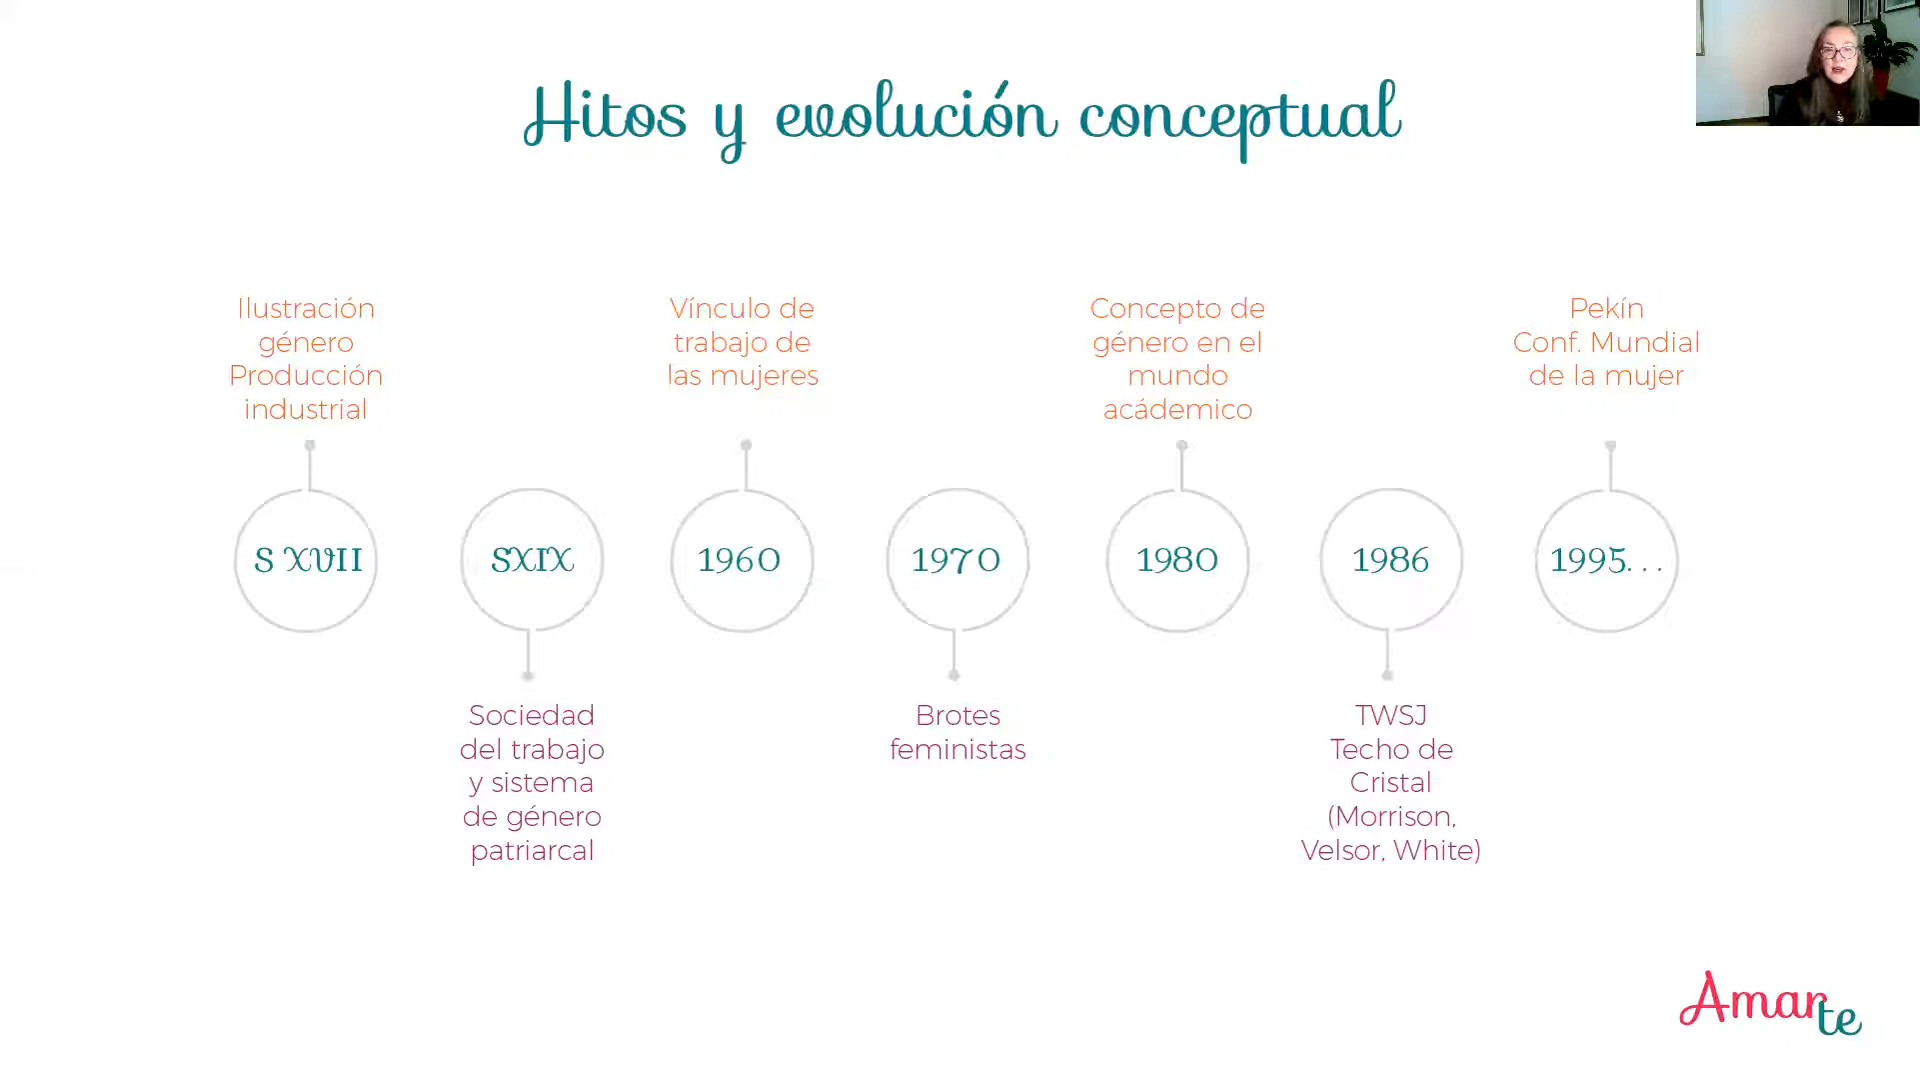 Hitos y evolución conceptual
Ilustración
género
Producción
industrial
S XVII
Sociedad
del trabajo
y sistema
de género
patriarcal
SXIX
Vínculo de
trabajo de
las mujeres
1960
Brotes
feministas
1970
Concepto de
género en el
mundo
académico
1980
TWSJ
Techo de
Cristal
(Morrison,
Velsor, White)
1986
Pekín
Conf. Mundial
de la mujer
1995...
Amarte